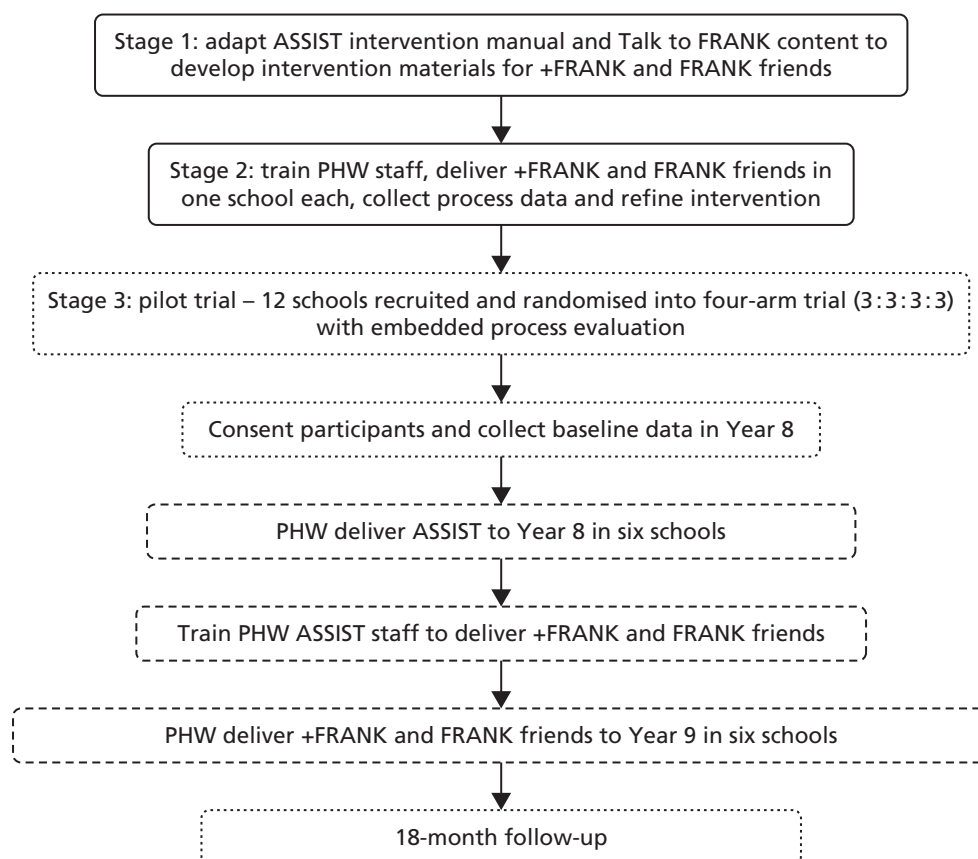 Stage 1: adapt ASSIST intervention manual and Talk to FRANK content to
develop intervention materials for +FRANK and FRANK friends
Stage 2: train PHW staff, deliver +FRANK and FRANK friends in
one school each, collect process data and refine intervention
Stage 3: pilot trial – 12 schools recruited and randomised into four-arm trial (3:3:3:3)
with embedded process evaluation
Consent participants and collect baseline data in Year 8
PHW deliver ASSIST to Year 8 in six schools
Train PHW ASSIST staff to deliver +FRANK and FRANK friends
PHW deliver +FRANK and FRANK friends to Year 9 in six schools
18-month follow-up